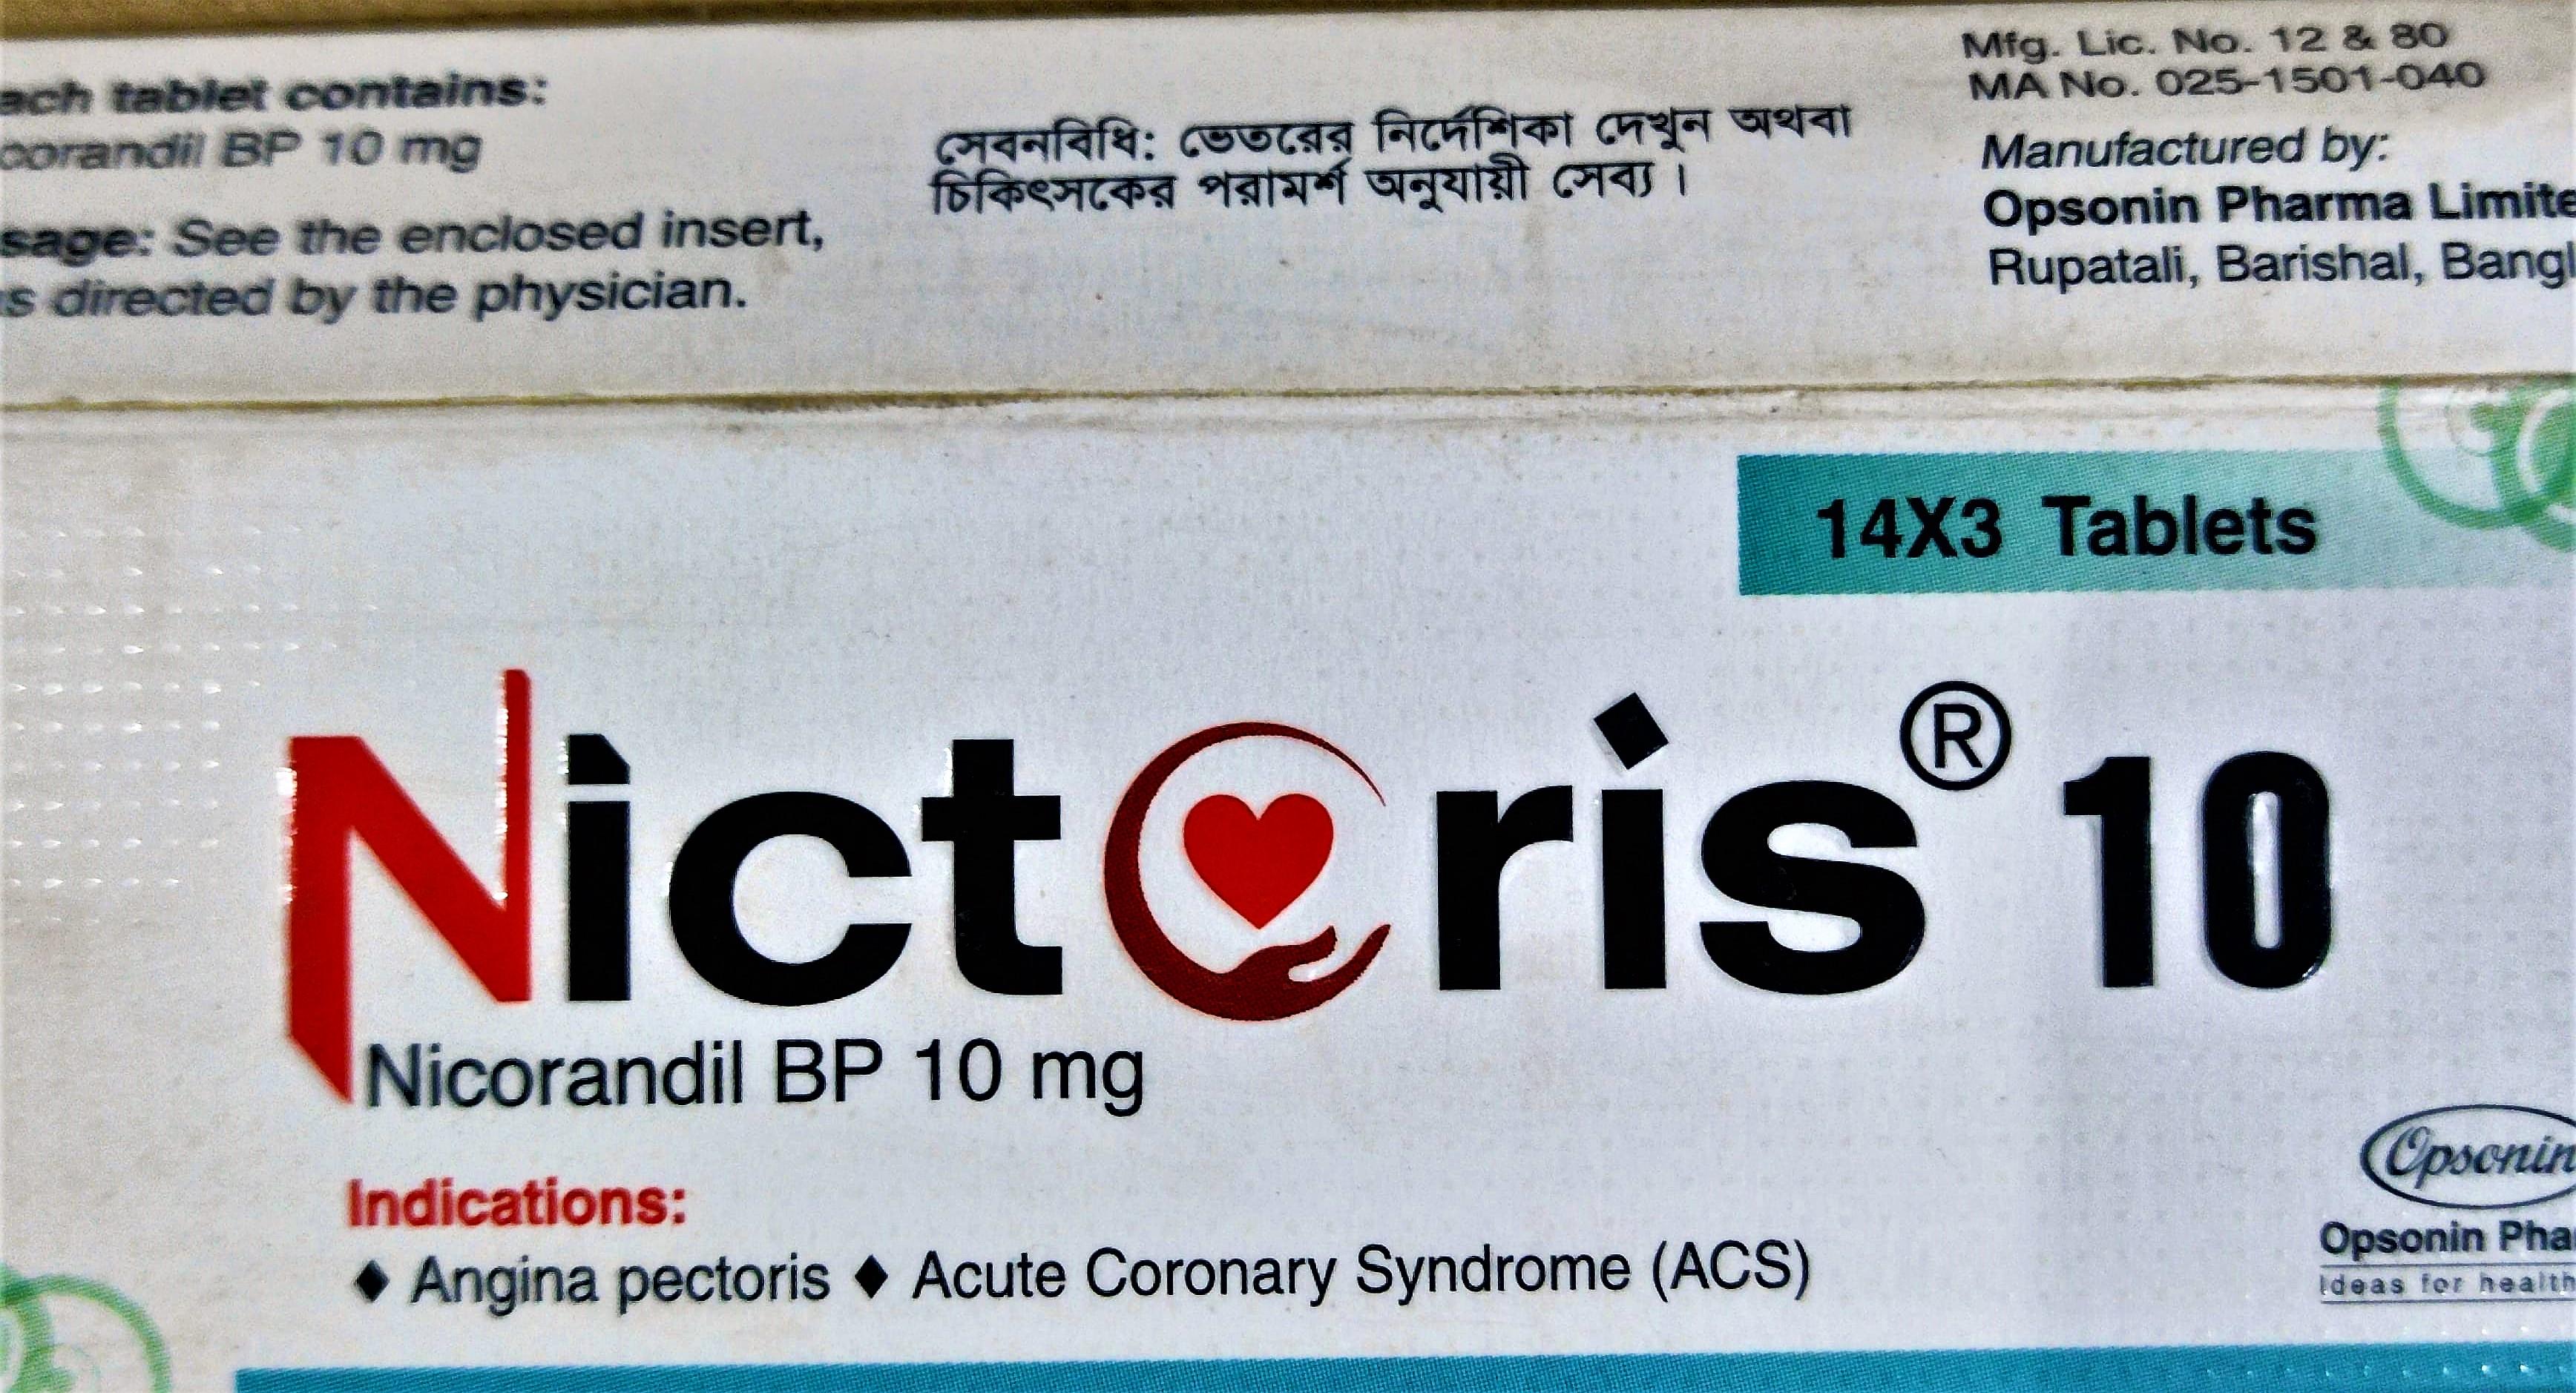 ach tablet contains:
corandil BP 10 mg
sage: See the enclosed insert,
s directed by the physician.
সেবনবিধি: ভেতরের নির্দেশিকা দেখুন অথবা
চিকিৎসকের পরামর্শ অনুযায়ী সেব্য।
Mfg. Lic. No. 12 & 80
MA No. 025-1501-040
Manufactured by:
Opsonin Pharma Limite
Rupatali, Barishal, Bangl
14X3 Tablets
Nictoris® 10
Nicorandil BP 10 mg
Indications:
♦ Angina pectoris ♦ Acute Coronary Syndrome (ACS)
Opsonin
Opsonin Pha
Ideas for health